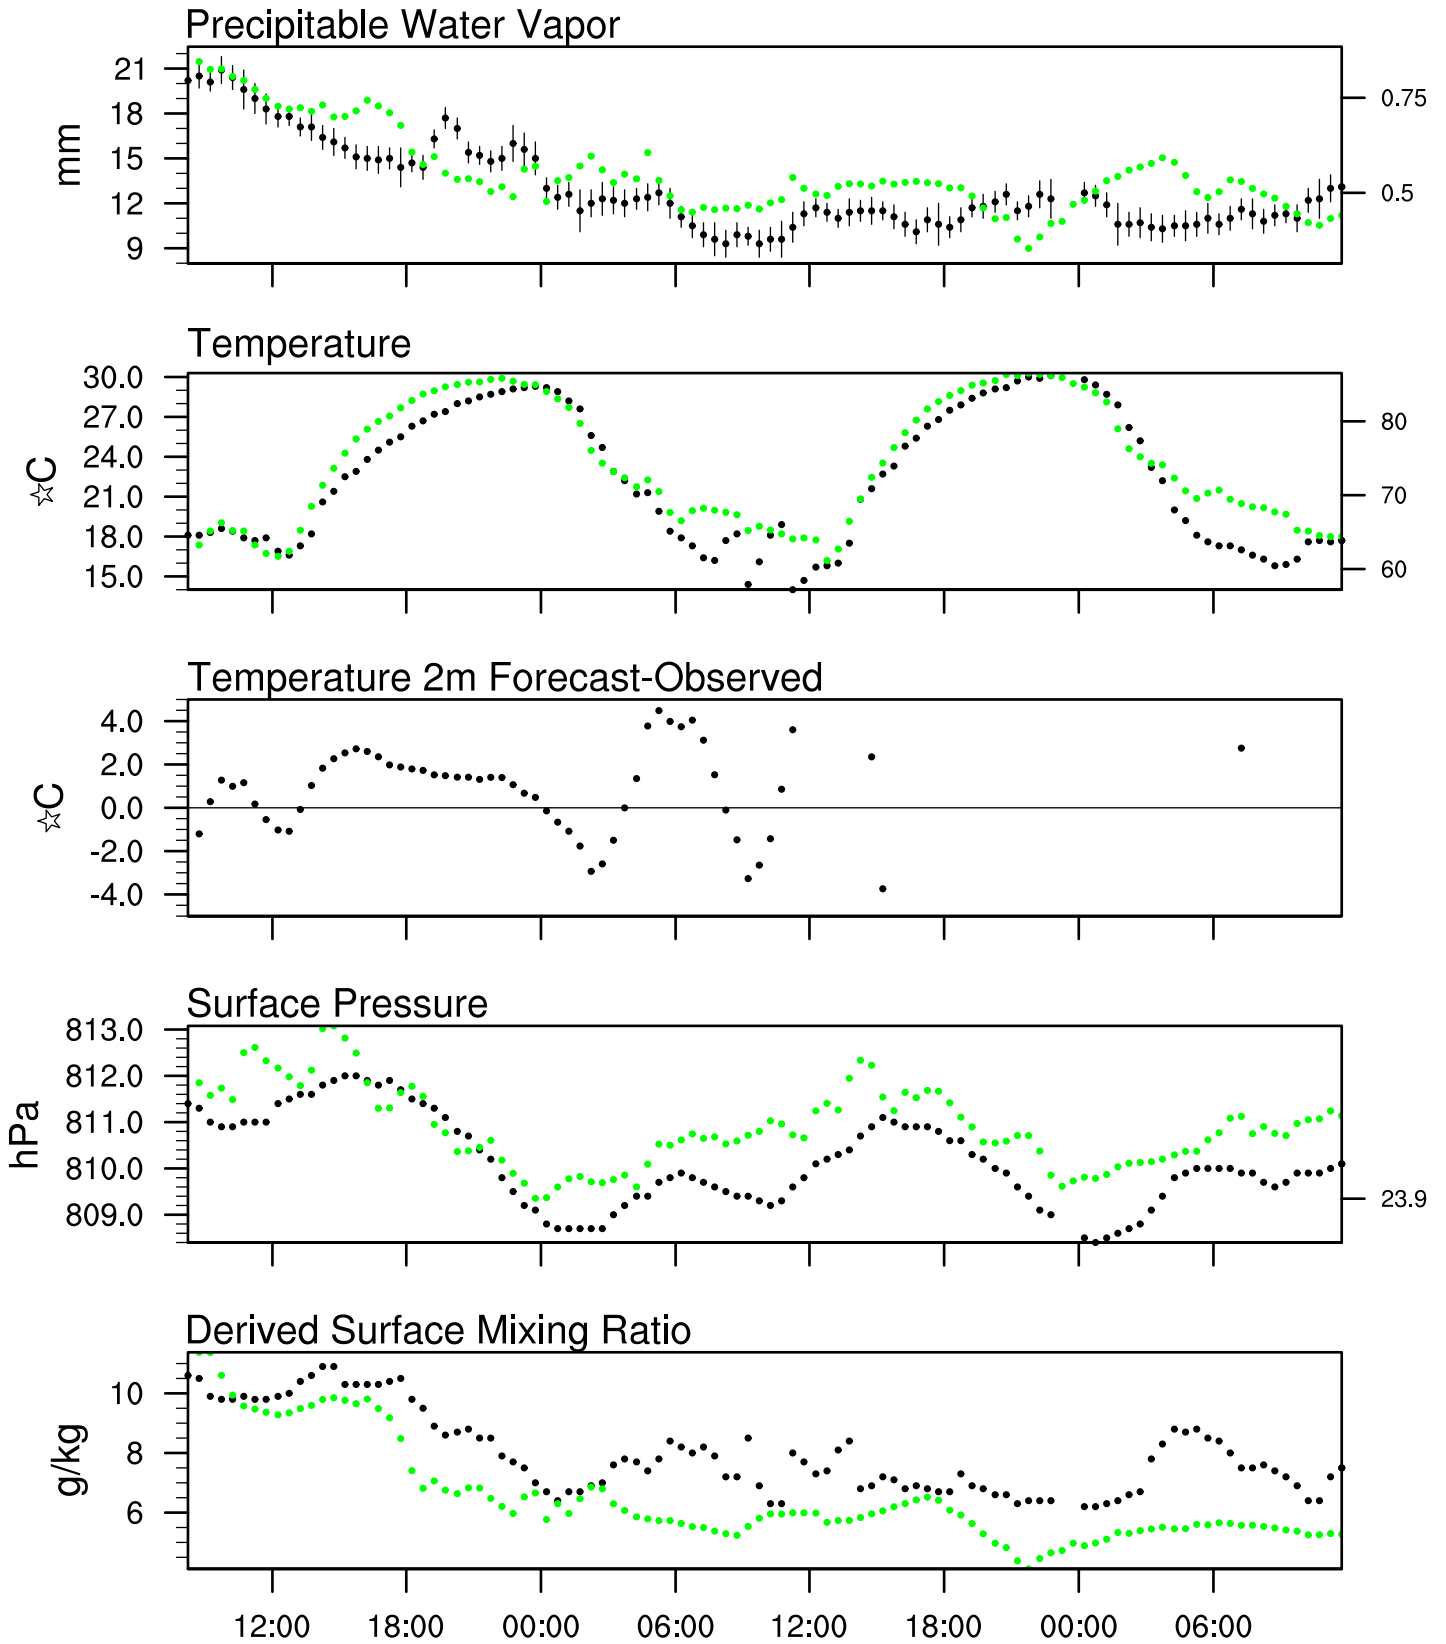 Precipitable Water Vapor
21
18
15
12
9
mm
0.75
0.5
Temperature
30.0
27.0
24.0
21.0
18.0
15.0
☆C
80
70
60
Temperature 2m Forecast-Observed
4.0
2.0
0.0
-2.0
-4.0
☆C
Surface Pressure
813.0
812.0
811.0
810.0
809.0
hPa
23.9
Derived Surface Mixing Ratio
10
8
6
g/kg
12:00 18:00 00:00 06:00 12:00 18:00 00:00 06:00